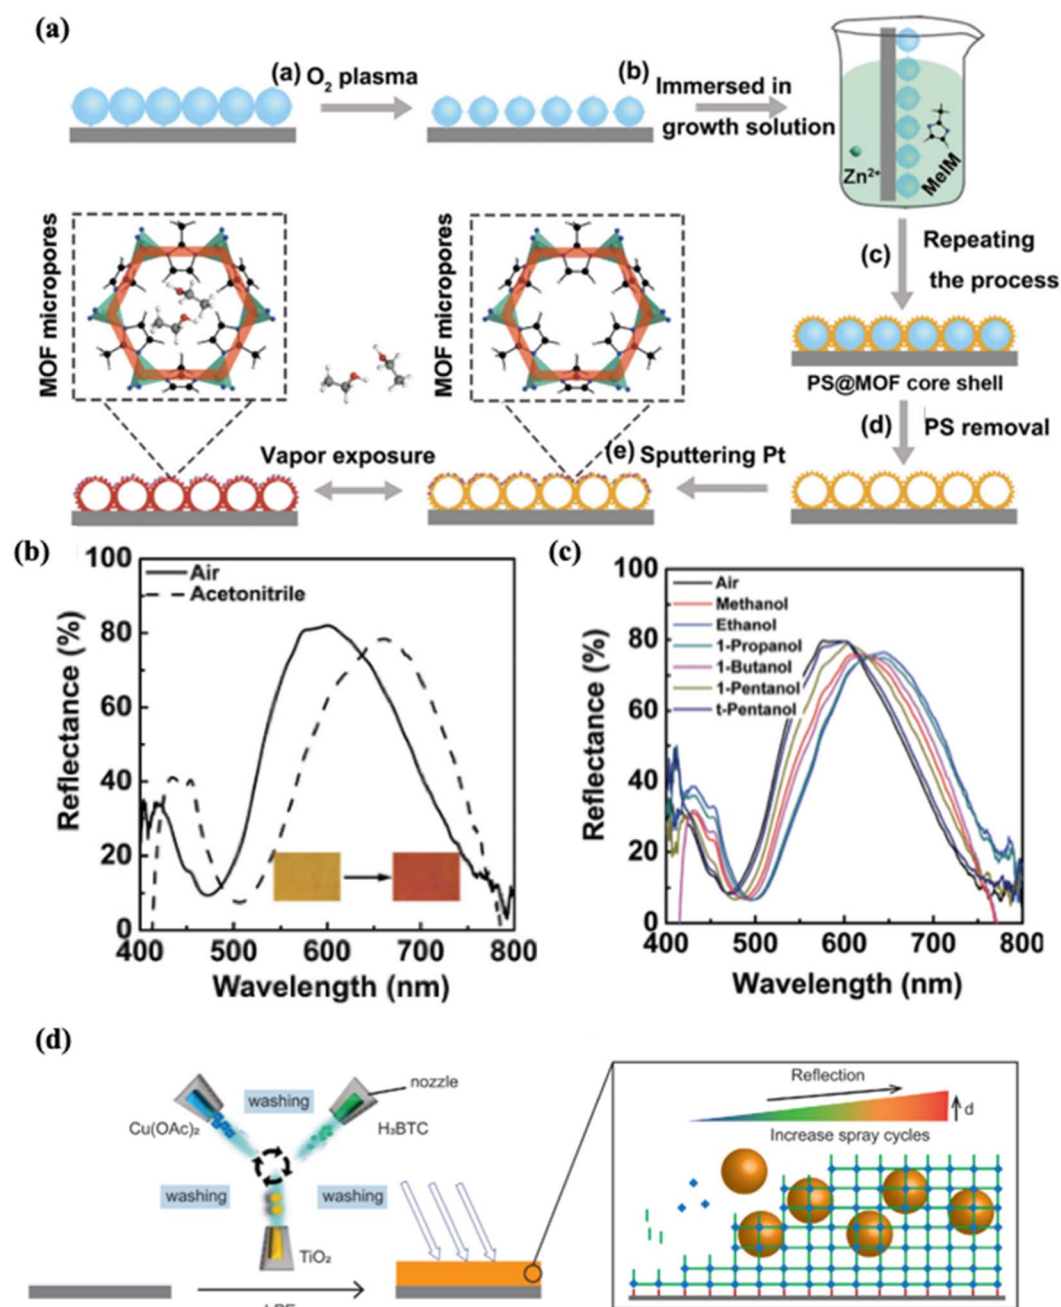 (a)
(a) O₂ plasma
(b) Immersed in
growth solution
Zn²⁺
MeIM
MOF micropores
MOF micropores
(c) Repeating
the process
PS@MOF core shell
(d) PS removal
Vapor exposure
(e) Sputtering Pt
(b)
100
80
60
40
20
0
Reflectance (%)
Air
Acetonitrile
400 500 600 700 800
Wavelength (nm)
(c)
100
80
60
40
20
0
Reflectance (%)
Air
Methanol
Ethanol
1-Propanol
1-Butanol
1-Pentanol
t-Pentanol
400 500 600 700 800
Wavelength (nm)
(d)
nozzle
washing
Cu(OAc)₂
H₃BTC
washing
washing
TiO₂
Reflection
d
Increase spray cycles